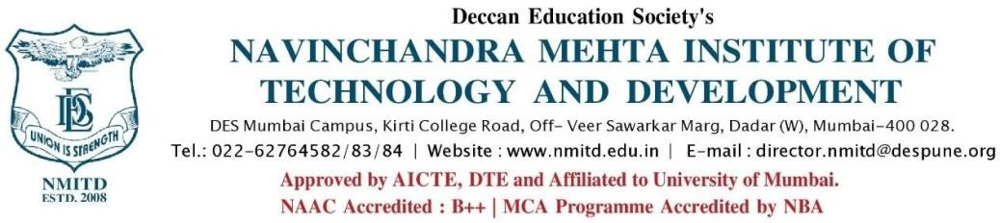 Deccan Education Society's
NAVINCHANDRA MEHTA INSTITUTE OF
TECHNOLOGY AND DEVELOPMENT
DES Mumbai Campus, Kirti College Road, Off- Veer Sawarkar Marg, Dadar (W), Mumbai-400 028.
Tel.: 022-62764582/83/84 | Website : www.nmitd.edu.in | E-mail : director.nmitd@despune.org
Approved by AICTE, DTE and Affiliated to University of Mumbai.
NAAC Accredited : B++ | MCA Programme Accredited by NBA
DES
UNION IS STRENGTH
NMITD
ESTD. 2008